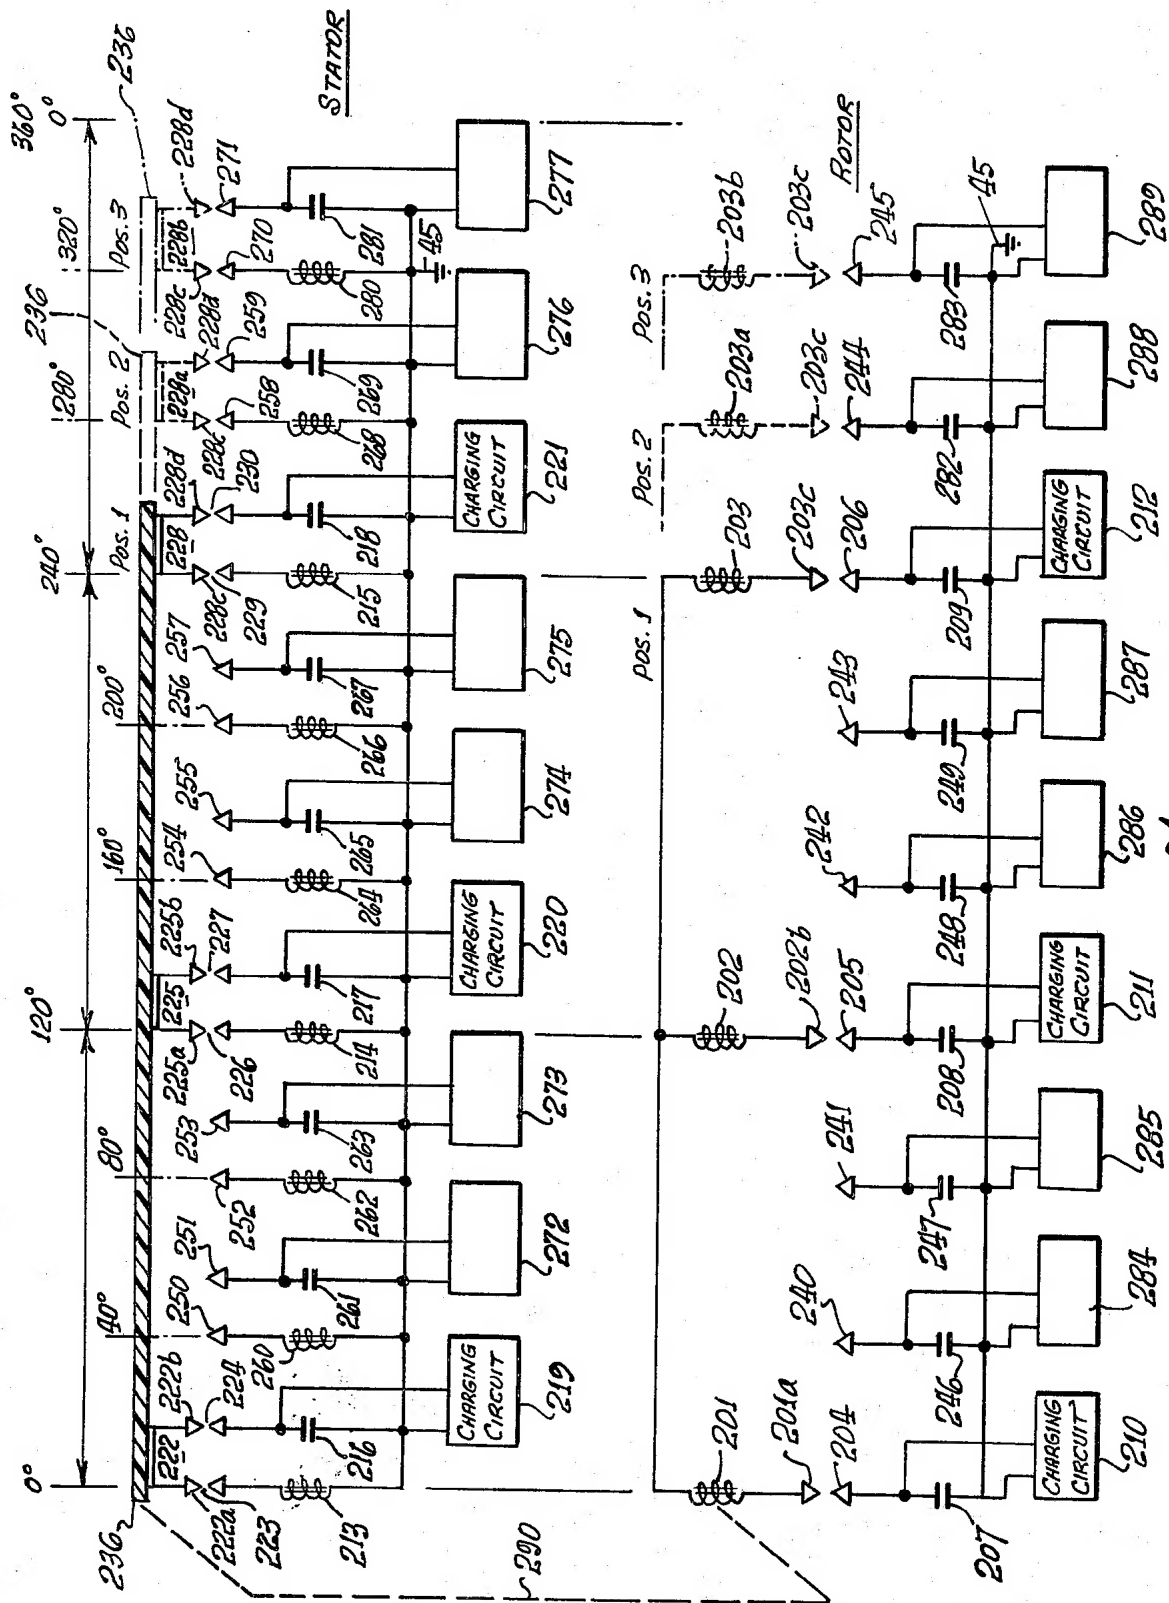 0° 40° 80° 120° 160° 200° 240° 280° 320° 360° 0°
236 Pos. 1 Pos. 2 236 Pos. 3 236
222 222b 225 225b 228 228d 228a 228d 228b 228d
222a 225a 228c 228c 228c
223 224 250 251 252 253 226 227 254 255 256 257 229 230 258 259 270 271
STATOR
213 216 260 261 262 263 214 217 264 265 266 267 215 218 268 269 280 281
45
CHARGING CIRCUIT
219
272
273
CHARGING CIRCUIT
220
274
275
CHARGING CIRCUIT
221
276
277
290
Pos. 1 Pos. 2 Pos. 3
201 202 203 203a 203b
201a 202b 203c 203c 203c
204 240 241 205 242 243 206 244 245
ROTOR
207 246 247 208 248 249 209 282 283
45
CHARGING CIRCUIT
210
284
285
CHARGING CIRCUIT
211
286
287
CHARGING CIRCUIT
212
288
289